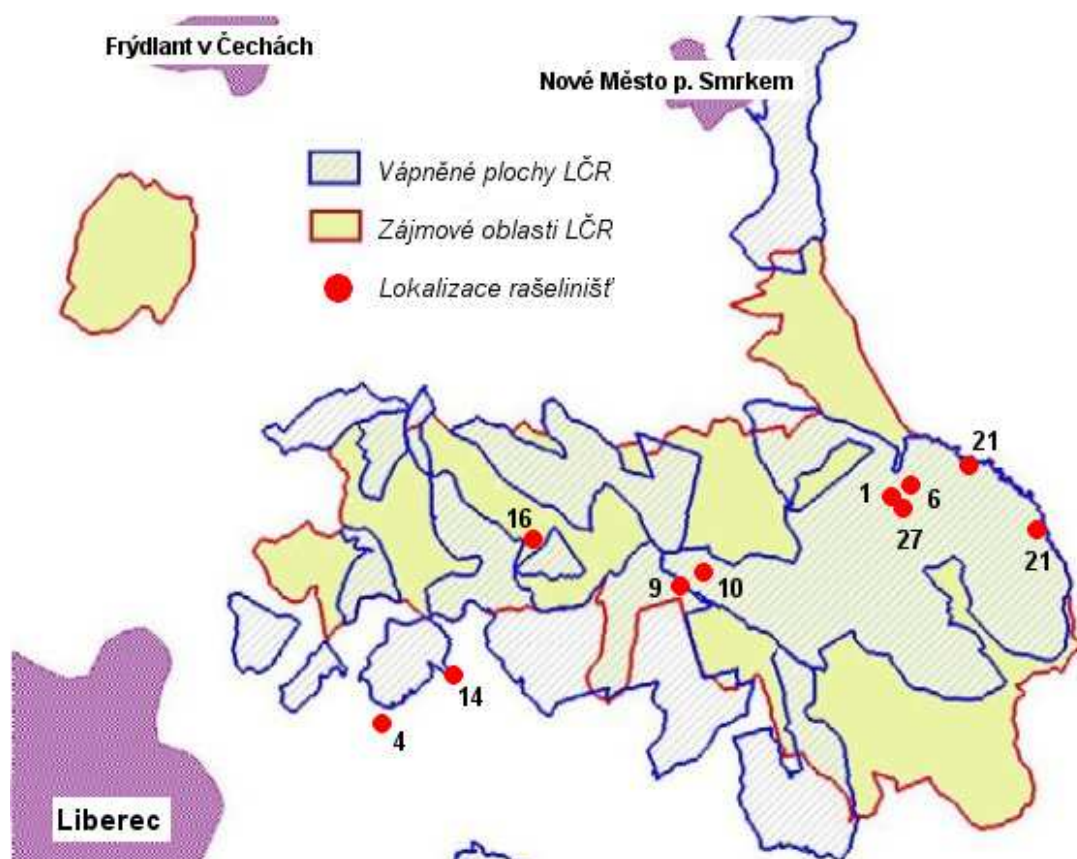 Frýdlant v Čechách
Nové Město p. Smrkem
Vápněné plochy LČR
Zájmové oblasti LČR
Lokalizace rašelinišť
21
1
6
27
16
21
9
10
14
4
Liberec